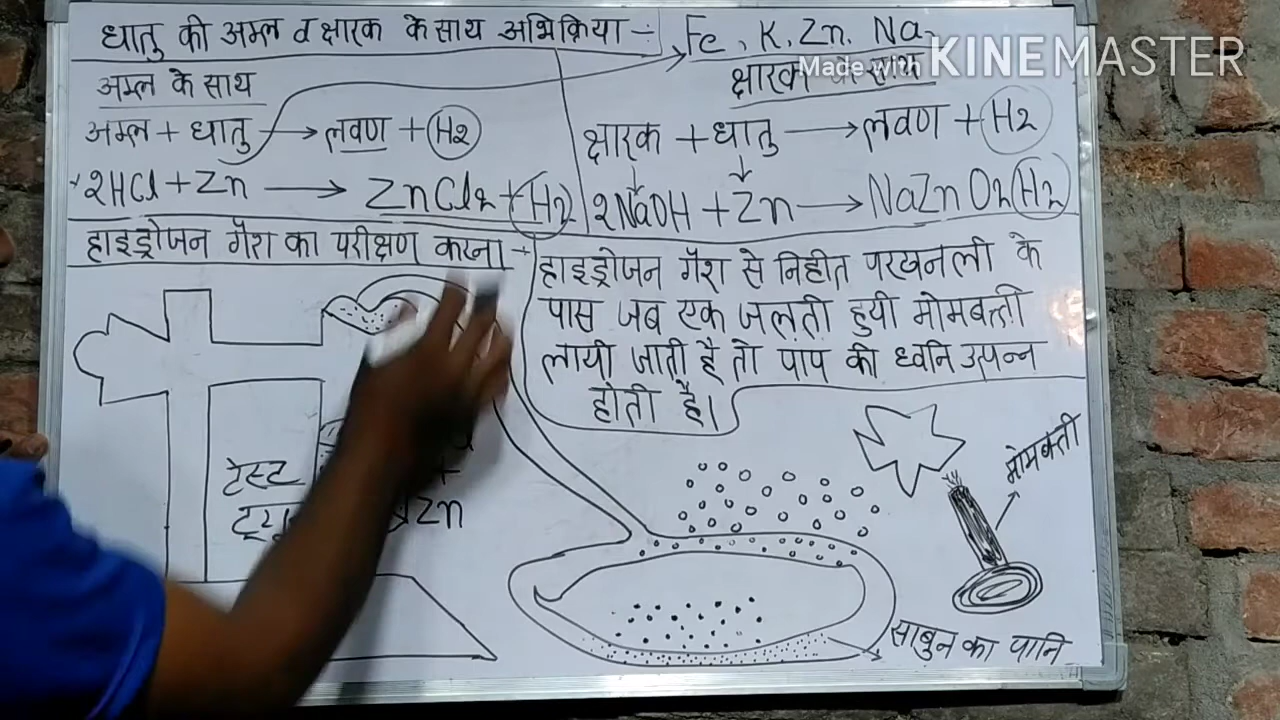 धातु की अम्ल व क्षारक के साथ अभिक्रिया :-
Fe, K, Zn, Na,
Made with KINEMASTER
अम्ल के साथ
अम्ल + धातु → लवण + H2
2HCl + Zn → ZnCl2 + H2
क्षारक के साथ
क्षारक + धातु → लवण + H2
2NaOH + Zn → NaZnO2 H2
हाइड्रोजन गैस का परीक्षण करना -
हाइड्रोजन गैस से निहीत परखनली के
पास जब एक जलती हुयी मोमबत्ती
लायी जाती है तो पाप की ध्वनि उत्पन्न
होती है।
टेस्ट
+
Zn
मोमबत्ती
साबुन का पानि